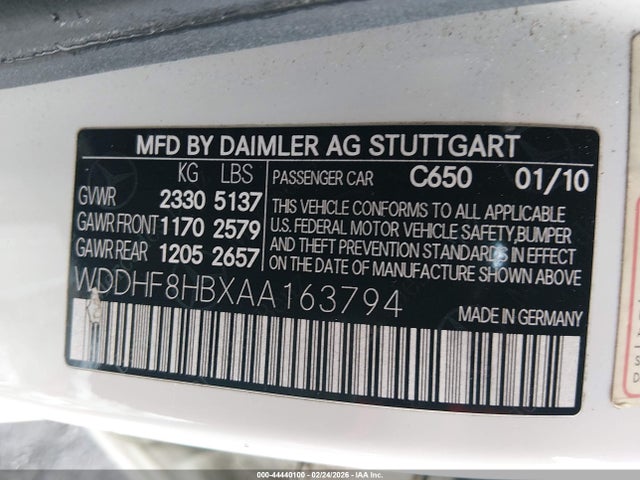 MFD BY DAIMLER AG STUTTGART
KG LBS
GVWR 2330 5137
GAWR FRONT 1170 2579
GAWR REAR 1205 2657
PASSENGER CAR C650 01/10
THIS VEHICLE CONFORMS TO ALL APPLICABLE
U.S. FEDERAL MOTOR VEHICLE SAFETY, BUMPER
AND THEFT PREVENTION STANDARDS IN EFFECT
ON THE DATE OF MANUFACTURE SHOWN ABOVE
WDDHF8HBXAA163794
MADE IN GERMANY
000-44440100 - 02/24/2026 - IAA Inc.